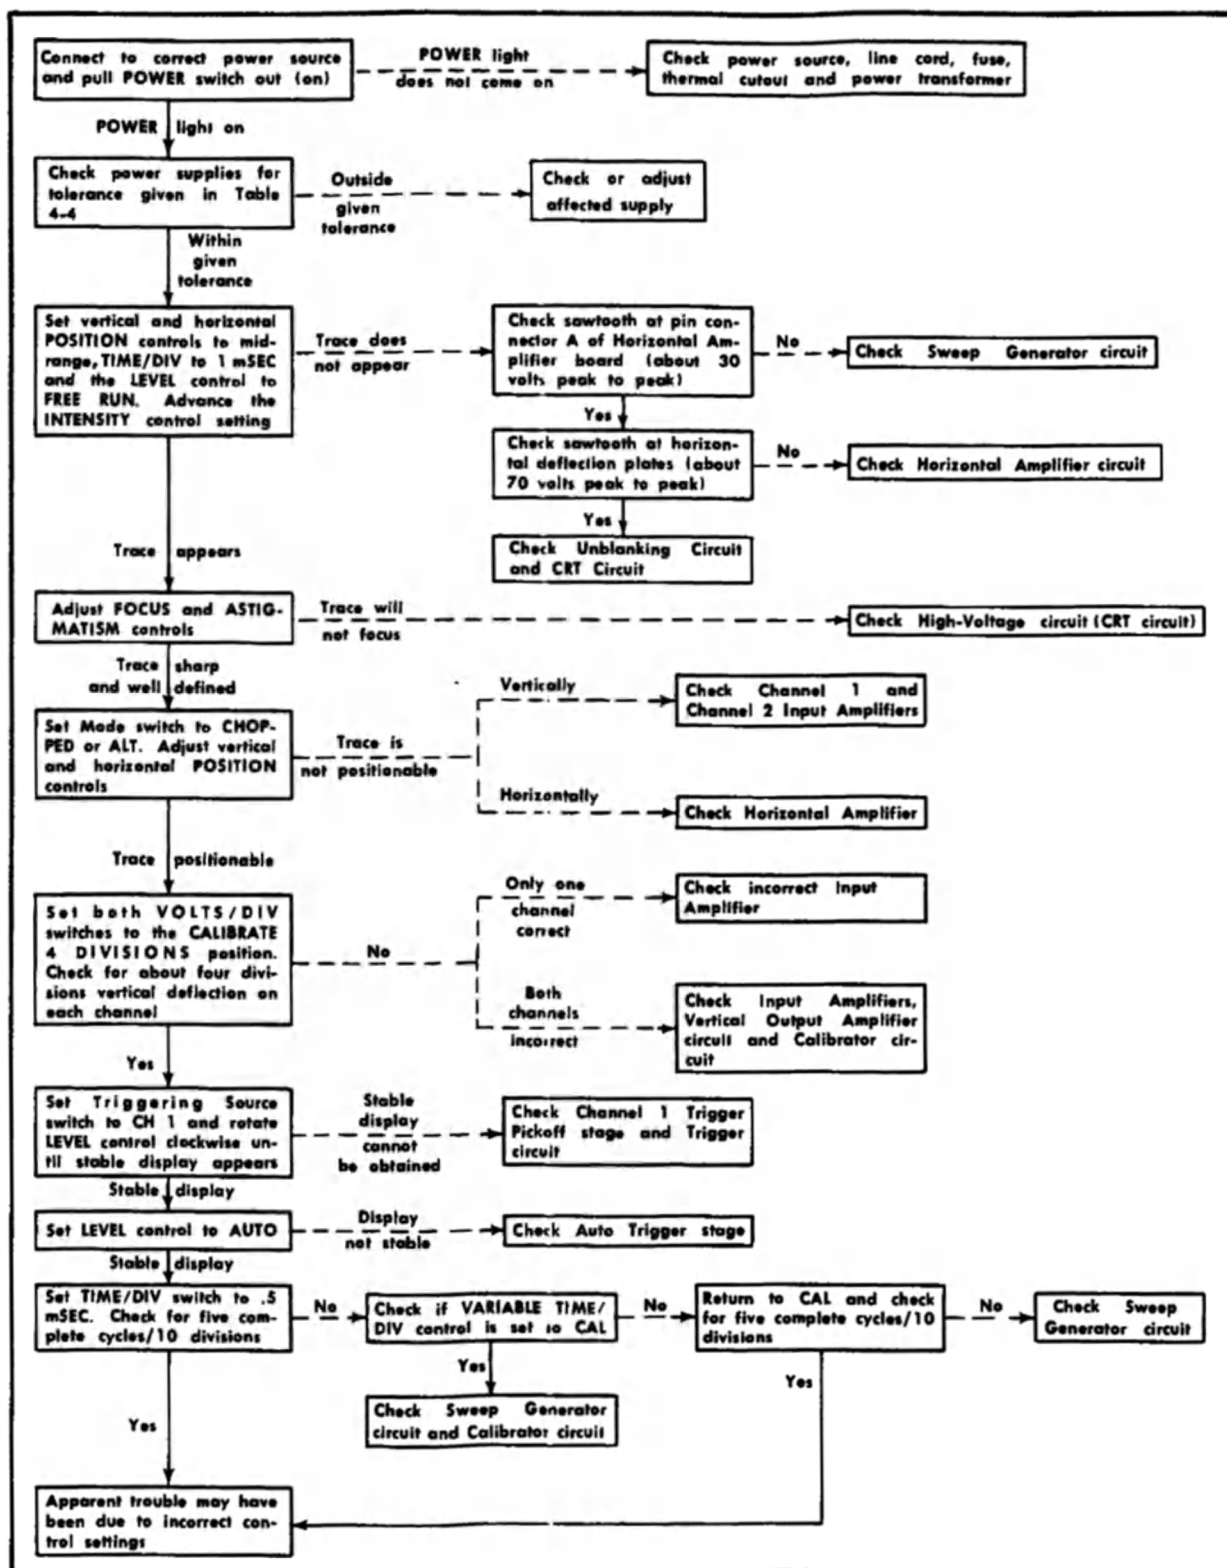 Connect to correct power source
and pull POWER switch out (on)
POWER light
does not come on
Check power source, line cord, fuse,
thermal cutout and power transformer
POWER light on
Check power supplies for
tolerance given in Table
4-4
Outside
given
tolerance
Check or adjust
affected supply
Within
given
tolerance
Set vertical and horizontal
POSITION controls to mid-
range, TIME/DIV to 1 mSEC
and the LEVEL control to
FREE RUN. Advance the
INTENSITY control setting
Trace does
not appear
Check sawtooth at pin con-
nector A of Horizontal Am-
plifier board (about 30
volts peak to peak)
No
Check Sweep Generator circuit
Yes
Check sawtooth at horizon-
tal deflection plates (about
70 volts peak to peak)
No
Check Horizontal Amplifier circuit
Yes
Check Unblanking Circuit
and CRT Circuit
Trace appears
Adjust FOCUS and ASTIG-
MATISM controls
Trace will
not focus
Check High-Voltage circuit (CRT circuit)
Trace sharp
and well defined
Set Mode switch to CHOP-
PED or ALT. Adjust vertical
and horizontal POSITION
controls
Trace is
not positionable
Vertically
Check Channel 1 and
Channel 2 Input Amplifiers
Horizontally
Check Horizontal Amplifier
Trace positionable
Set both VOLTS/DIV
switches to the CALIBRATE
4 DIVISIONS position.
Check for about four divi-
sions vertical deflection on
each channel
No
Only one
channel
correct
Check incorrect Input
Amplifier
Both
channels
incorrect
Check Input Amplifiers,
Vertical Output Amplifier
circuit and Calibrator cir-
cuit
Yes
Set Triggering Source
switch to CH 1 and rotate
LEVEL control clockwise un-
til stable display appears
Stable
display
cannot
be obtained
Check Channel 1 Trigger
Pickoff stage and Trigger
circuit
Stable display
Set LEVEL control to AUTO
Display
not stable
Check Auto Trigger stage
Stable display
Set TIME/DIV switch to .5
mSEC. Check for five com-
plete cycles/10 divisions
No
Check if VARIABLE TIME/
DIV control is set to CAL
No
Return to CAL and check
for five complete cycles/10
divisions
No
Check Sweep
Generator circuit
Yes
Check Sweep Generator
circuit and Calibrator circuit
Yes
Yes
Apparent trouble may have
been due to incorrect con-
trol settings